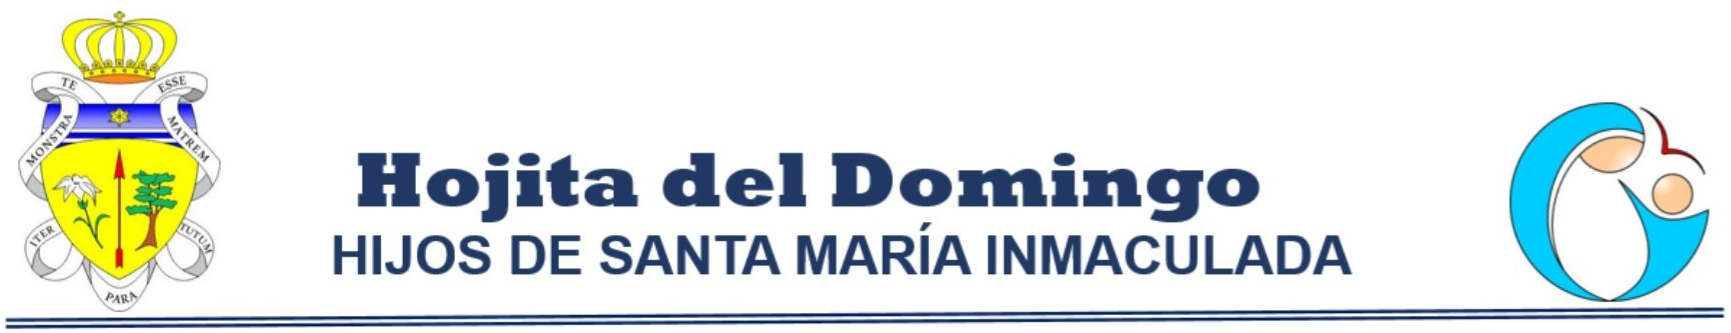 MONSTRA TE ESSE MATREM
ITER PARA TUTUM
Hojita del Domingo
HIJOS DE SANTA MARÍA INMACULADA